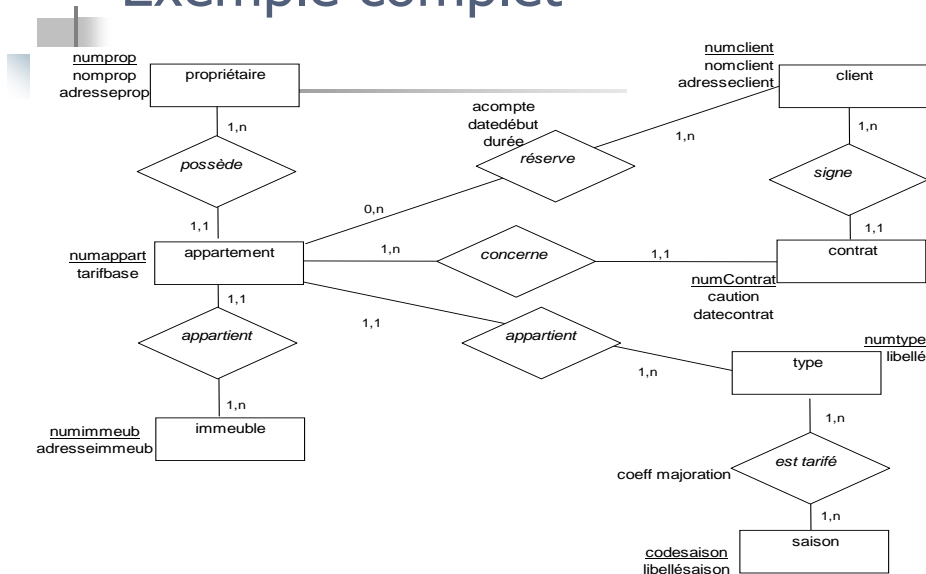 Exemple complet
numprop
nomprop
adresseprop
propriétaire
numclient
nomclient
adresseclient
client
acompte
datedébut
durée
1,n
1,n
1,n
possède
réserve
signe
0,n
1,1
1,1
numappart
tarifbase
appartement
1,n
concerne
1,1
contrat
numContrat
caution
datecontrat
1,1
1,1
appartient
appartient
1,n
type
numtype
libellé
1,n
numimmeub
adresseimmeub
immeuble
1,n
coeff majoration
est tarifé
1,n
saison
codesaison
libellésaison